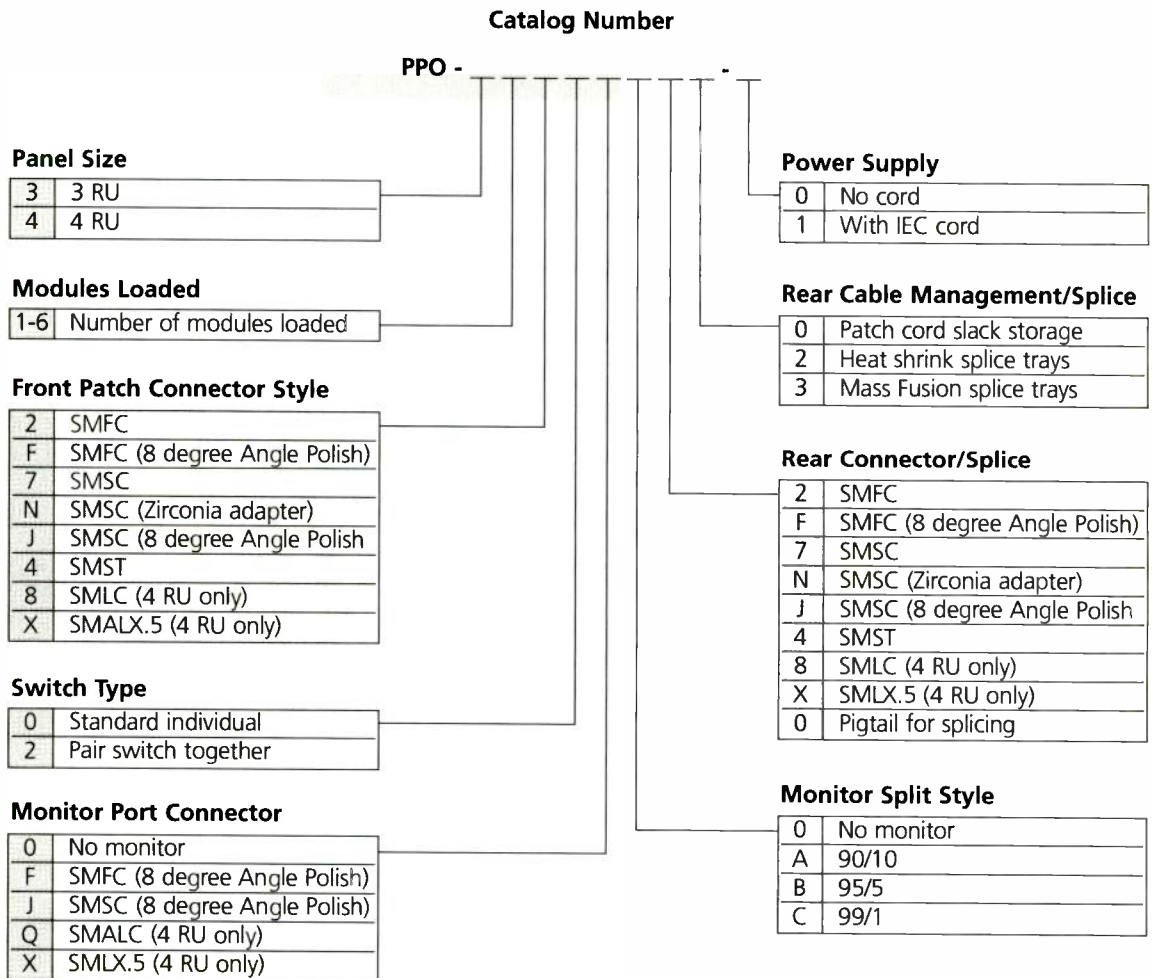 Catalog Number
PPO - -
Panel Size
3 3 RU
4 4 RU
Modules Loaded
1-6 Number of modules loaded
Front Patch Connector Style
2 SMFC
F SMFC (8 degree Angle Polish)
7 SMSC
N SMSC (Zirconia adapter)
J SMSC (8 degree Angle Polish
4 SMST
8 SMLC (4 RU only)
X SMALX.5 (4 RU only)
Switch Type
0 Standard individual
2 Pair switch together
Monitor Port Connector
0 No monitor
F SMFC (8 degree Angle Polish)
J SMSC (8 degree Angle Polish)
Q SMALC (4 RU only)
X SMLX.5 (4 RU only)
Power Supply
0 No cord
1 With IEC cord
Rear Cable Management/Splice
0 Patch cord slack storage
2 Heat shrink splice trays
3 Mass Fusion splice trays
Rear Connector/Splice
2 SMFC
F SMFC (8 degree Angle Polish)
7 SMSC
N SMSC (Zirconia adapter)
J SMSC (8 degree Angle Polish
4 SMST
8 SMLC (4 RU only)
X SMLX.5 (4 RU only)
0 Pigtail for splicing
Monitor Split Style
0 No monitor
A 90/10
B 95/5
C 99/1